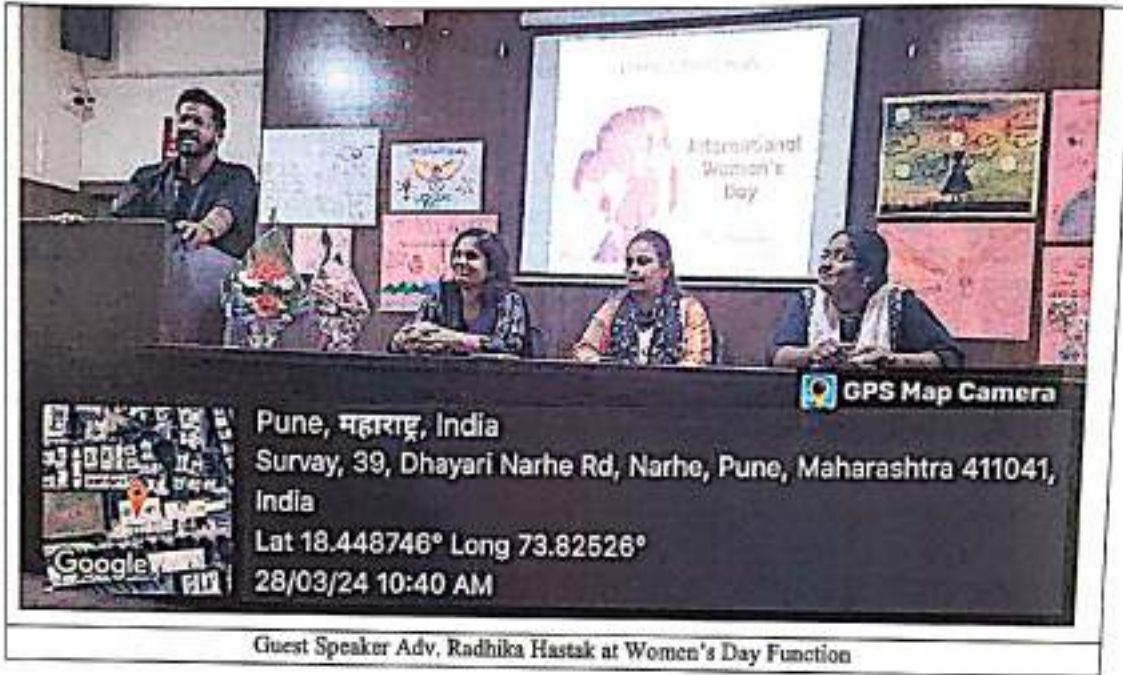 International
Women's
Day
GPS Map Camera
Pune, महाराष्ट्र, India
Survay, 39, Dhayari Narhe Rd, Narhe, Pune, Maharashtra 411041,
India
Lat 18.448746° Long 73.82526°
28/03/24 10:40 AM
Google
Guest Speaker Adv. Radhika Hastak at Women's Day Function